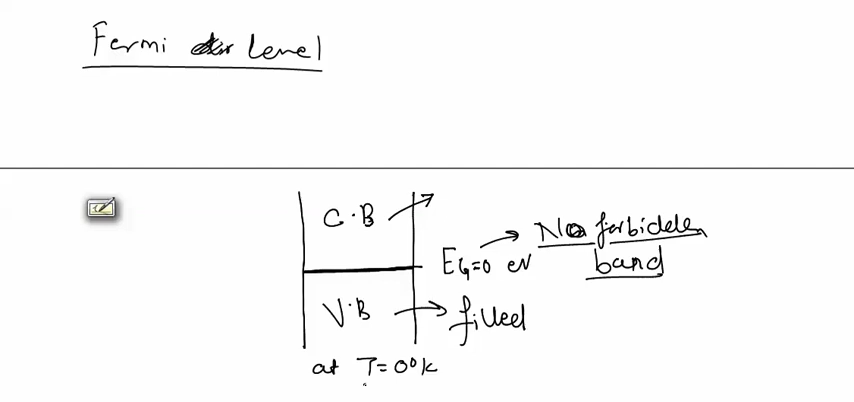 Fermi Level
C.B
EG=0 eV
No forbidden
band
V.B
filled
at T=0°k